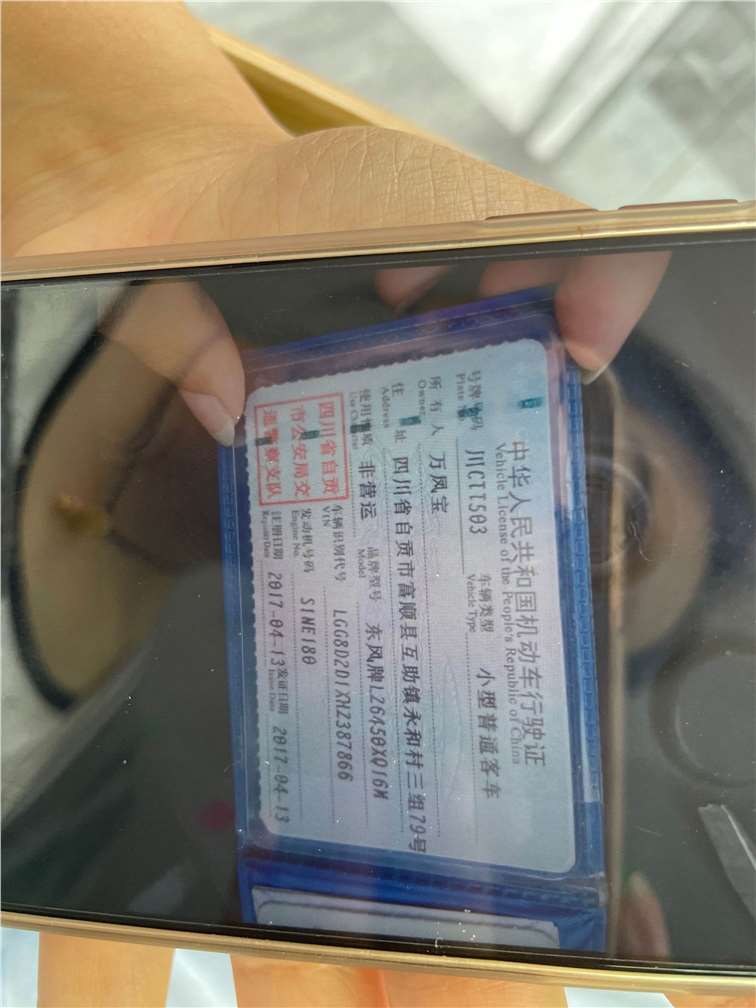 中华人民共和国机动车行驶证
Vehicle License of the People's Republic of China
号牌号码 川CTT503 车辆类型 小型普通客车
Plate Vehicle Type
所有人 万凤宝
Owner
住址 四川省自贡市富顺县互助镇永和村三组79号
Address
使用性质 非营运 品牌型号 东风牌LZ6450XQ16M
Use Character Model
四川省自贡
市公安局交
通警察支队
车辆识别代号 LGG8D2D1XHZ387866
VIN
发动机号码 S1NE180
Engine No.
注册日期 2017-04-13 发证日期 2017-04-13
Register Date Issue Date